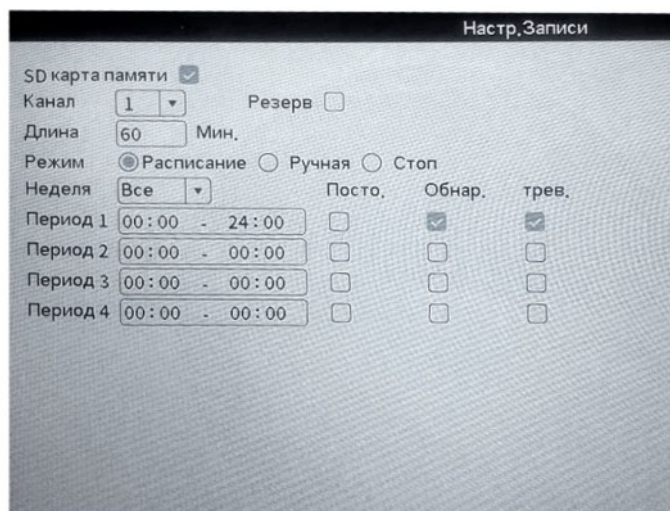 Настр.Записи
SD карта памяти
Канал 1 Резерв
Длина 60 Мин.
Режим Расписание Ручная Стоп
Неделя Все Посто. Обнар. трев.
Период 1 00:00 - 24:00
Период 2 00:00 - 00:00
Период 3 00:00 - 00:00
Период 4 00:00 - 00:00